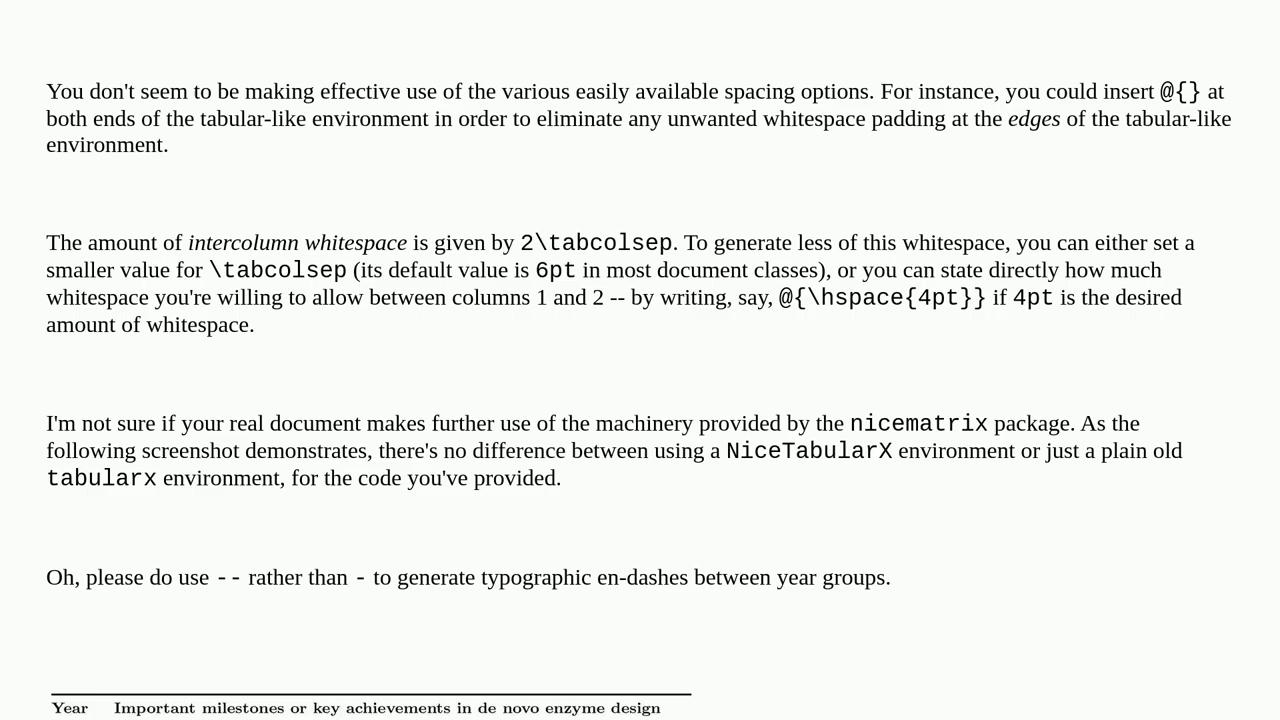 You don't seem to be making effective use of the various easily available spacing options. For instance, you could insert @{} at
both ends of the tabular-like environment in order to eliminate any unwanted whitespace padding at the edges of the tabular-like
environment.
The amount of intercolumn whitespace is given by 2\tabcolsep. To generate less of this whitespace, you can either set a
smaller value for \tabcolsep (its default value is 6pt in most document classes), or you can state directly how much
whitespace you're willing to allow between columns 1 and 2 -- by writing, say, @{\hspace{4pt}} if 4pt is the desired
amount of whitespace.
I'm not sure if your real document makes further use of the machinery provided by the nicematrix package. As the
following screenshot demonstrates, there's no difference between using a NiceTabularX environment or just a plain old
tabularx environment, for the code you've provided.
Oh, please do use -- rather than - to generate typographic en-dashes between year groups.
Year Important milestones or key achievements in de novo enzyme design